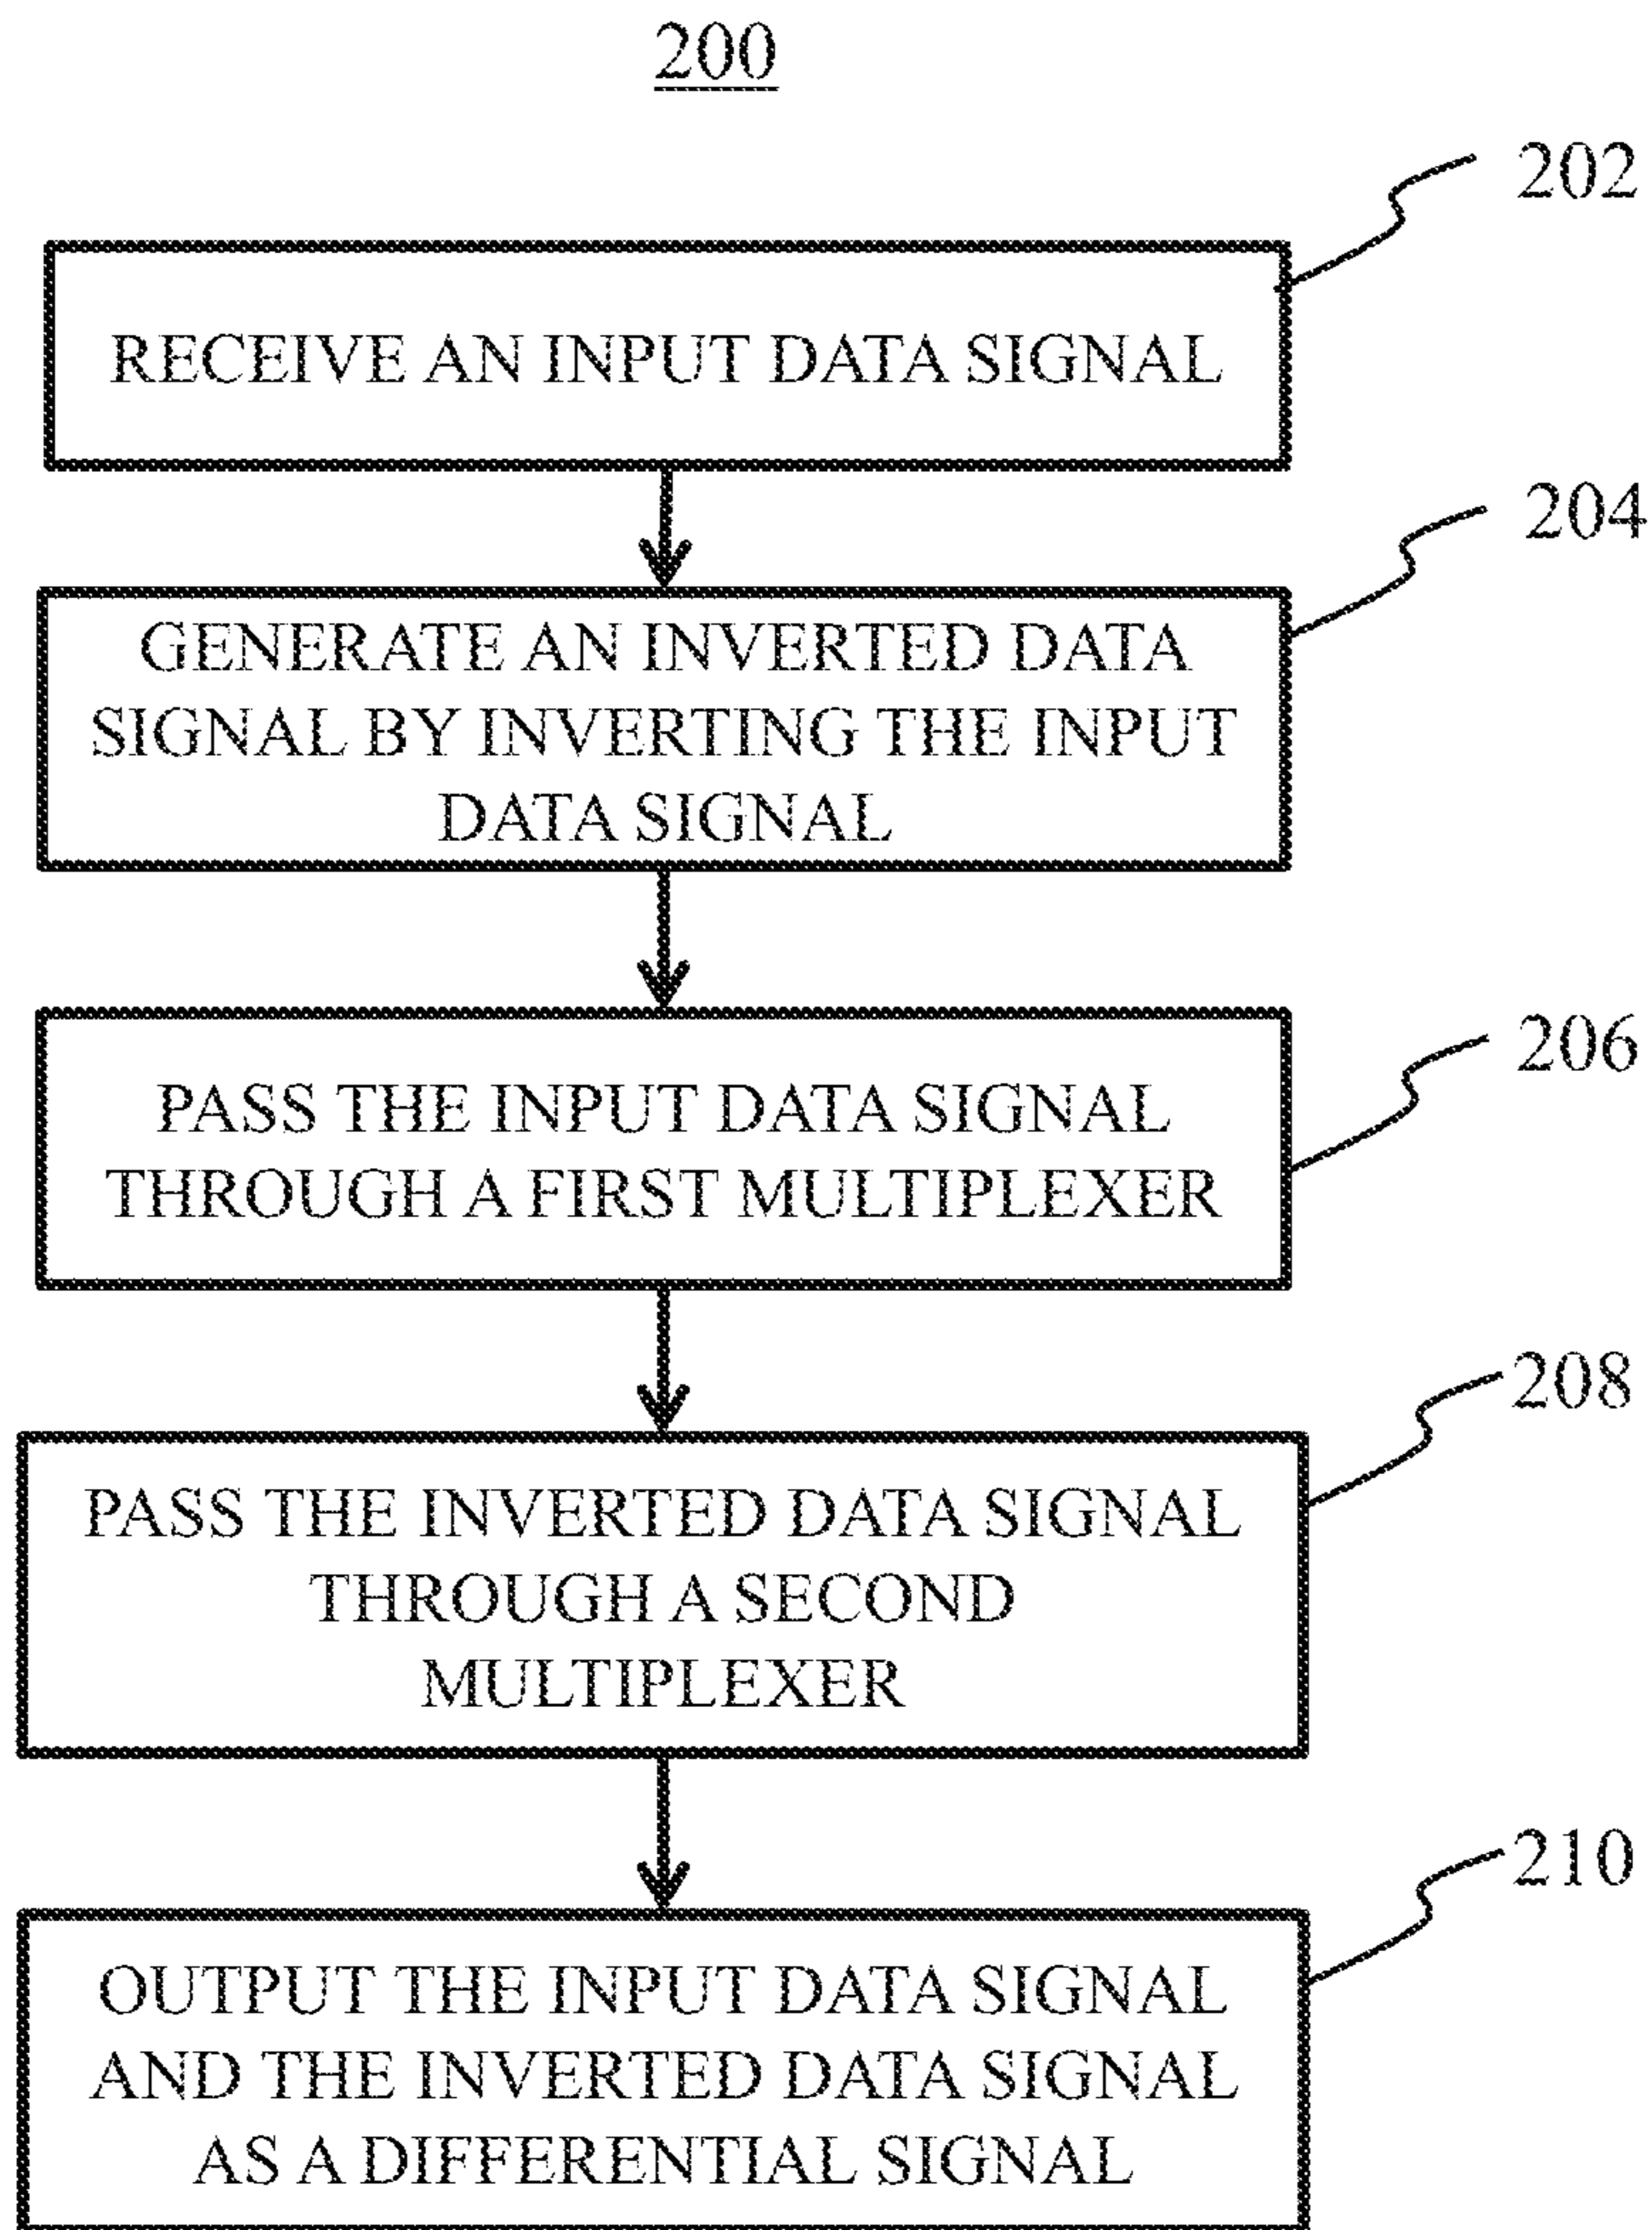 200
202
RECEIVE AN INPUT DATA SIGNAL
204
GENERATE AN INVERTED DATA
SIGNAL BY INVERTING THE INPUT
DATA SIGNAL
206
PASS THE INPUT DATA SIGNAL
THROUGH A FIRST MULTIPLEXER
208
PASS THE INVERTED DATA SIGNAL
THROUGH A SECOND
MULTIPLEXER
210
OUTPUT THE INPUT DATA SIGNAL
AND THE INVERTED DATA SIGNAL
AS A DIFFERENTIAL SIGNAL